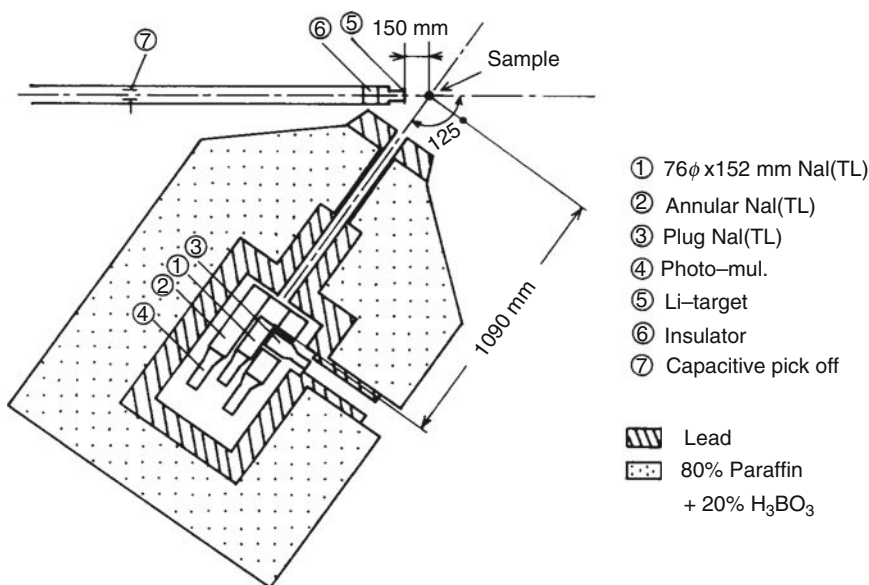 ⑦
⑥ ⑤ 150 mm
Sample
125
1090 mm
③
①
②
④
① 76ϕ x152 mm NaI(TL)
② Annular NaI(TL)
③ Plug NaI(TL)
④ Photo–mul.
⑤ Li–target
⑥ Insulator
⑦ Capacitive pick off
Lead
80% Paraffin
+ 20% H₃BO₃